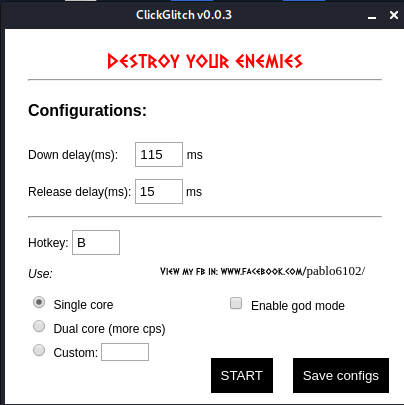 ClickGlitch v0.0.3
DESTROY YOUR ENEMIES
Configurations:
Down delay(ms): 115 ms
Release delay(ms): 15 ms
Hotkey: B
Use: VIEW MY FB IN: WWW.FACEBOOK.COM/pablo6102/
Single core Enable god mode
Dual core (more cps)
Custom:
START Save configs